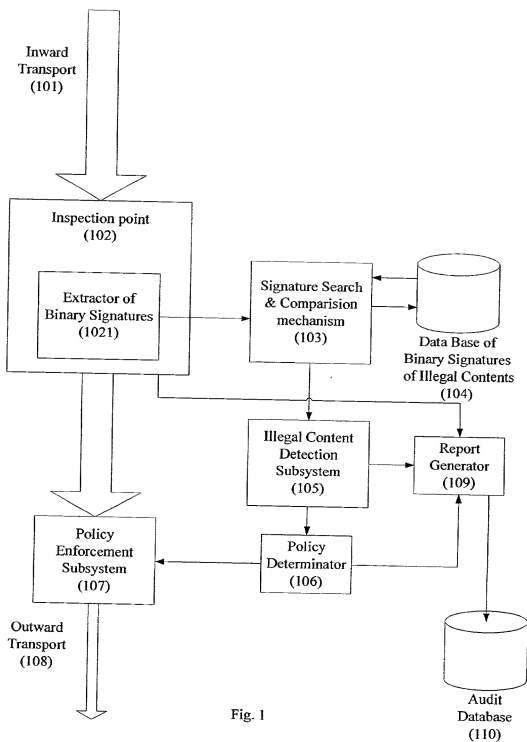 Inward
Transport
(101)
Inspection point
(102)
Extractor of
Binary Signatures
(1021)
Signature Search
& Comparision
mechanism
(103)
Data Base of
Binary Signatures
of Illegal Contents
(104)
Illegal Content
Detection
Subsystem
(105)
Report
Generator
(109)
Policy
Enforcement
Subsystem
(107)
Policy
Determinator
(106)
Outward
Transport
(108)
Audit
Database
(110)
Fig. 1